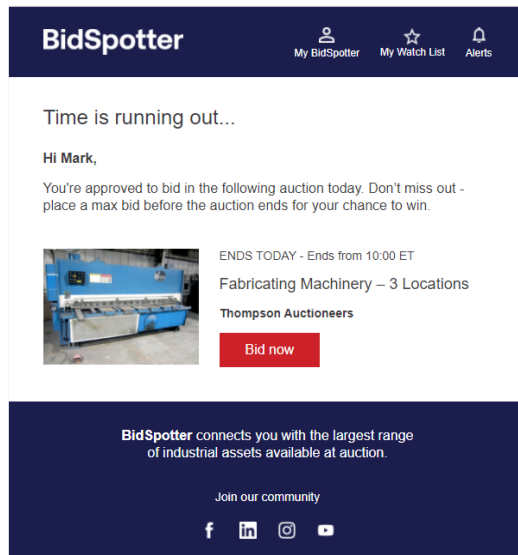 BidSpotter
My BidSpotter
My Watch List
Alerts
Time is running out...
Hi Mark,
You're approved to bid in the following auction today. Don't miss out -
place a max bid before the auction ends for your chance to win.
ENDS TODAY - Ends from 10:00 ET
Fabricating Machinery – 3 Locations
Thompson Auctioneers
Bid now
BidSpotter connects you with the largest range
of industrial assets available at auction.
Join our community